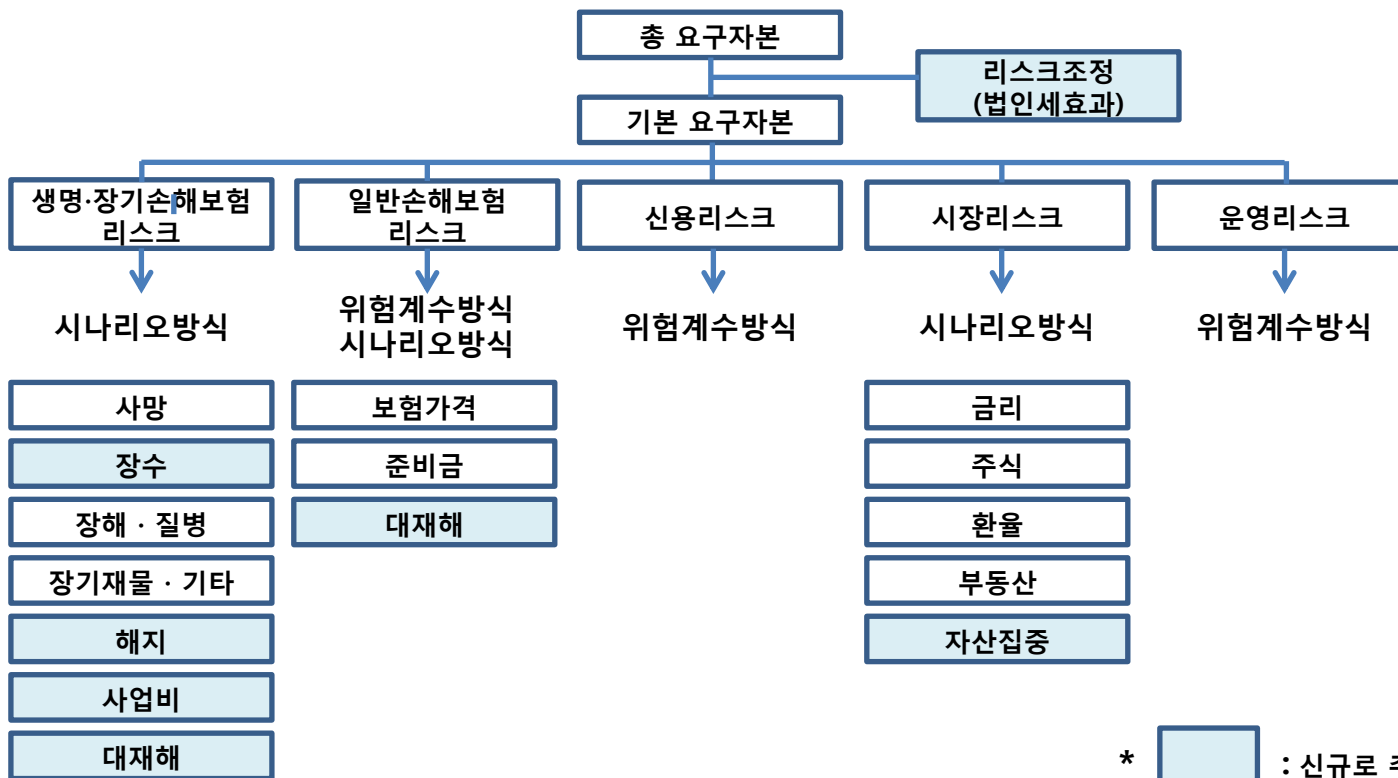 총 요구자본
리스크조정
(법인세효과)
기본 요구자본
생명·장기손해보험
리스크
일반손해보험
리스크
신용리스크
시장리스크
운영리스크
시나리오방식
위험계수방식
시나리오방식
위험계수방식
시나리오방식
위험계수방식
사망
장수
장해 · 질병
장기재물 · 기타
해지
사업비
대재해
보험가격
준비금
대재해
금리
주식
환율
부동산
자산집중
* : 신규로